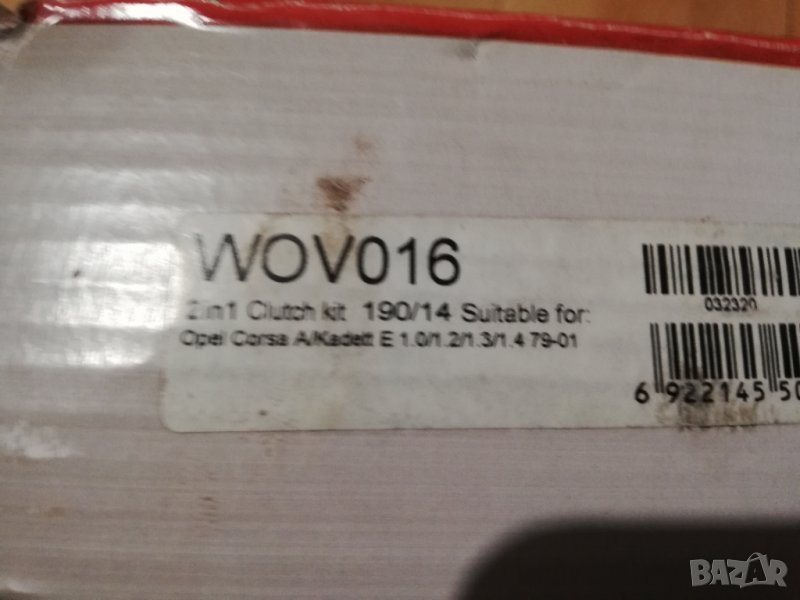 WOV016
2in1 Clutch kit 190/14 Suitable for:
Opel Corsa A/Kadett E 1.0/1.2/1.3/1.4 79-01
032320
6 922145 50
BAZAR